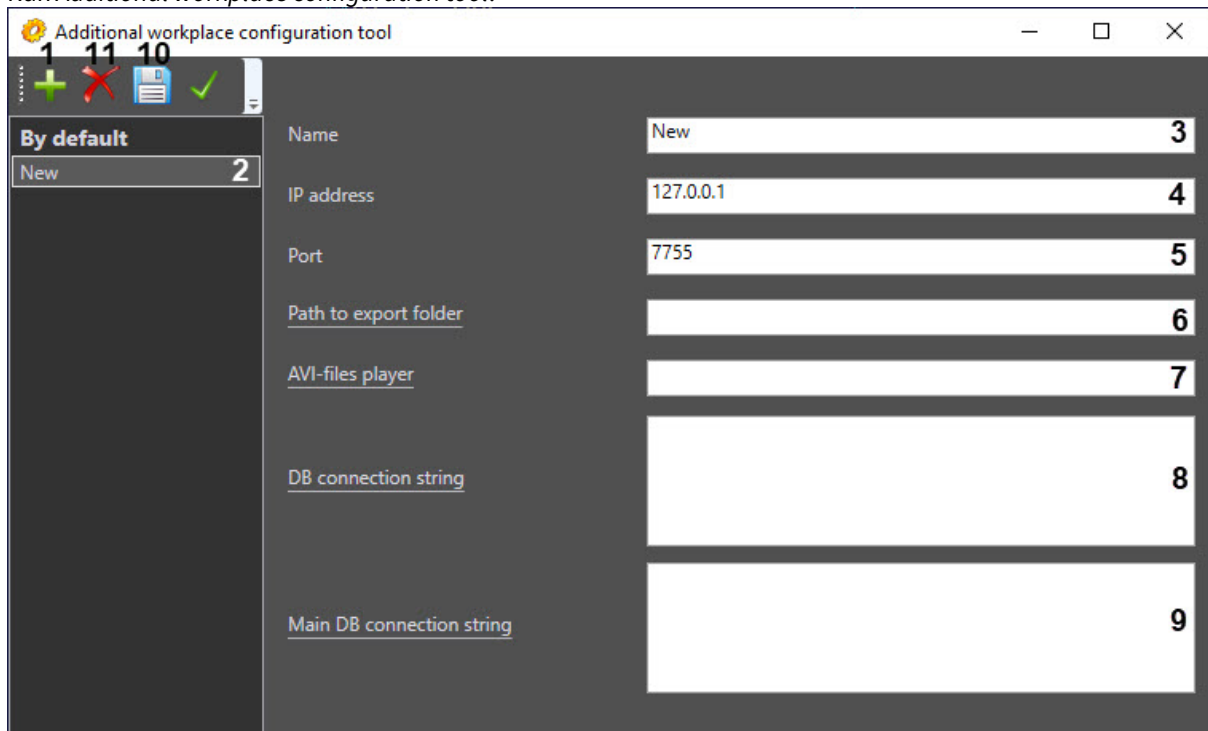 Additional workplace configuration tool
1 11 10
By default
New 2
Name New 3
IP address 127.0.0.1 4
Port 7755 5
Path to export folder 6
AVI-files player 7
DB connection string 8
Main DB connection string 9